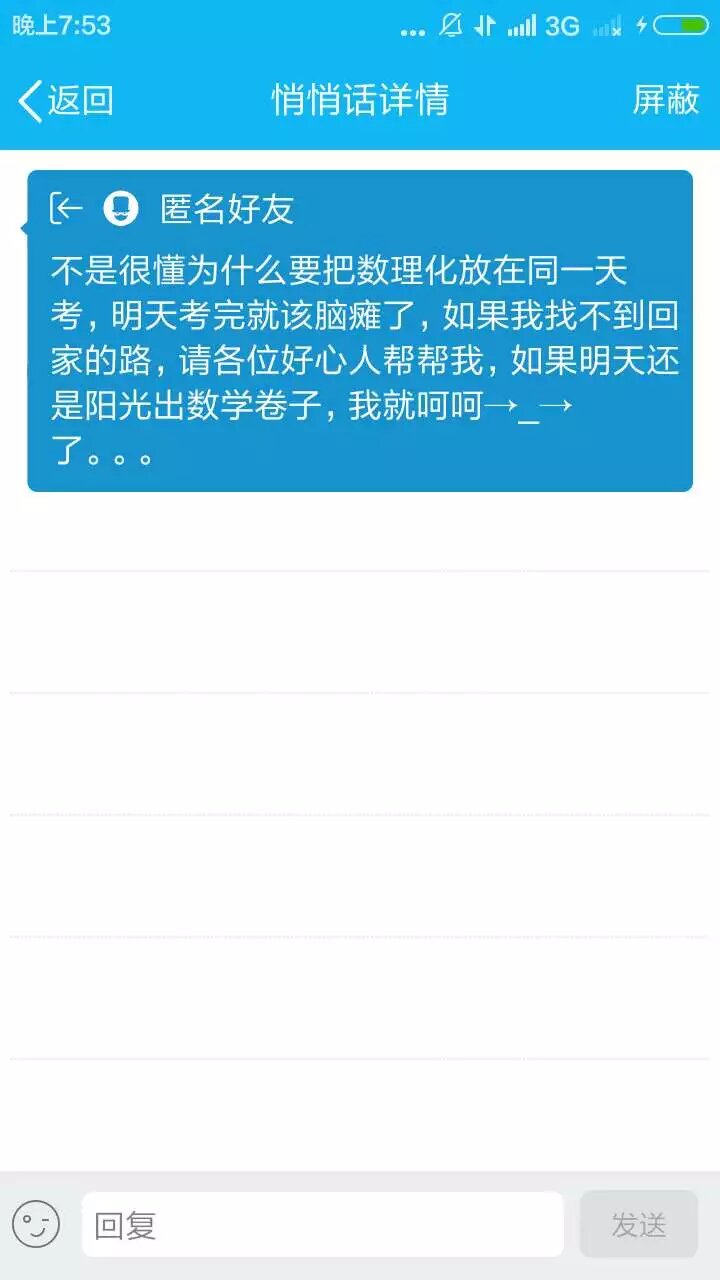 晚上7:53
... 3G
返回 悄悄话详情 屏蔽
匿名好友
不是很懂为什么要把数理化放在同一天
考，明天考完就该脑瘫了，如果我找不到回
家的路，请各位好心人帮帮我，如果明天还
是阳光出数学卷子，我就呵呵→_→
了。。。
回复 发送